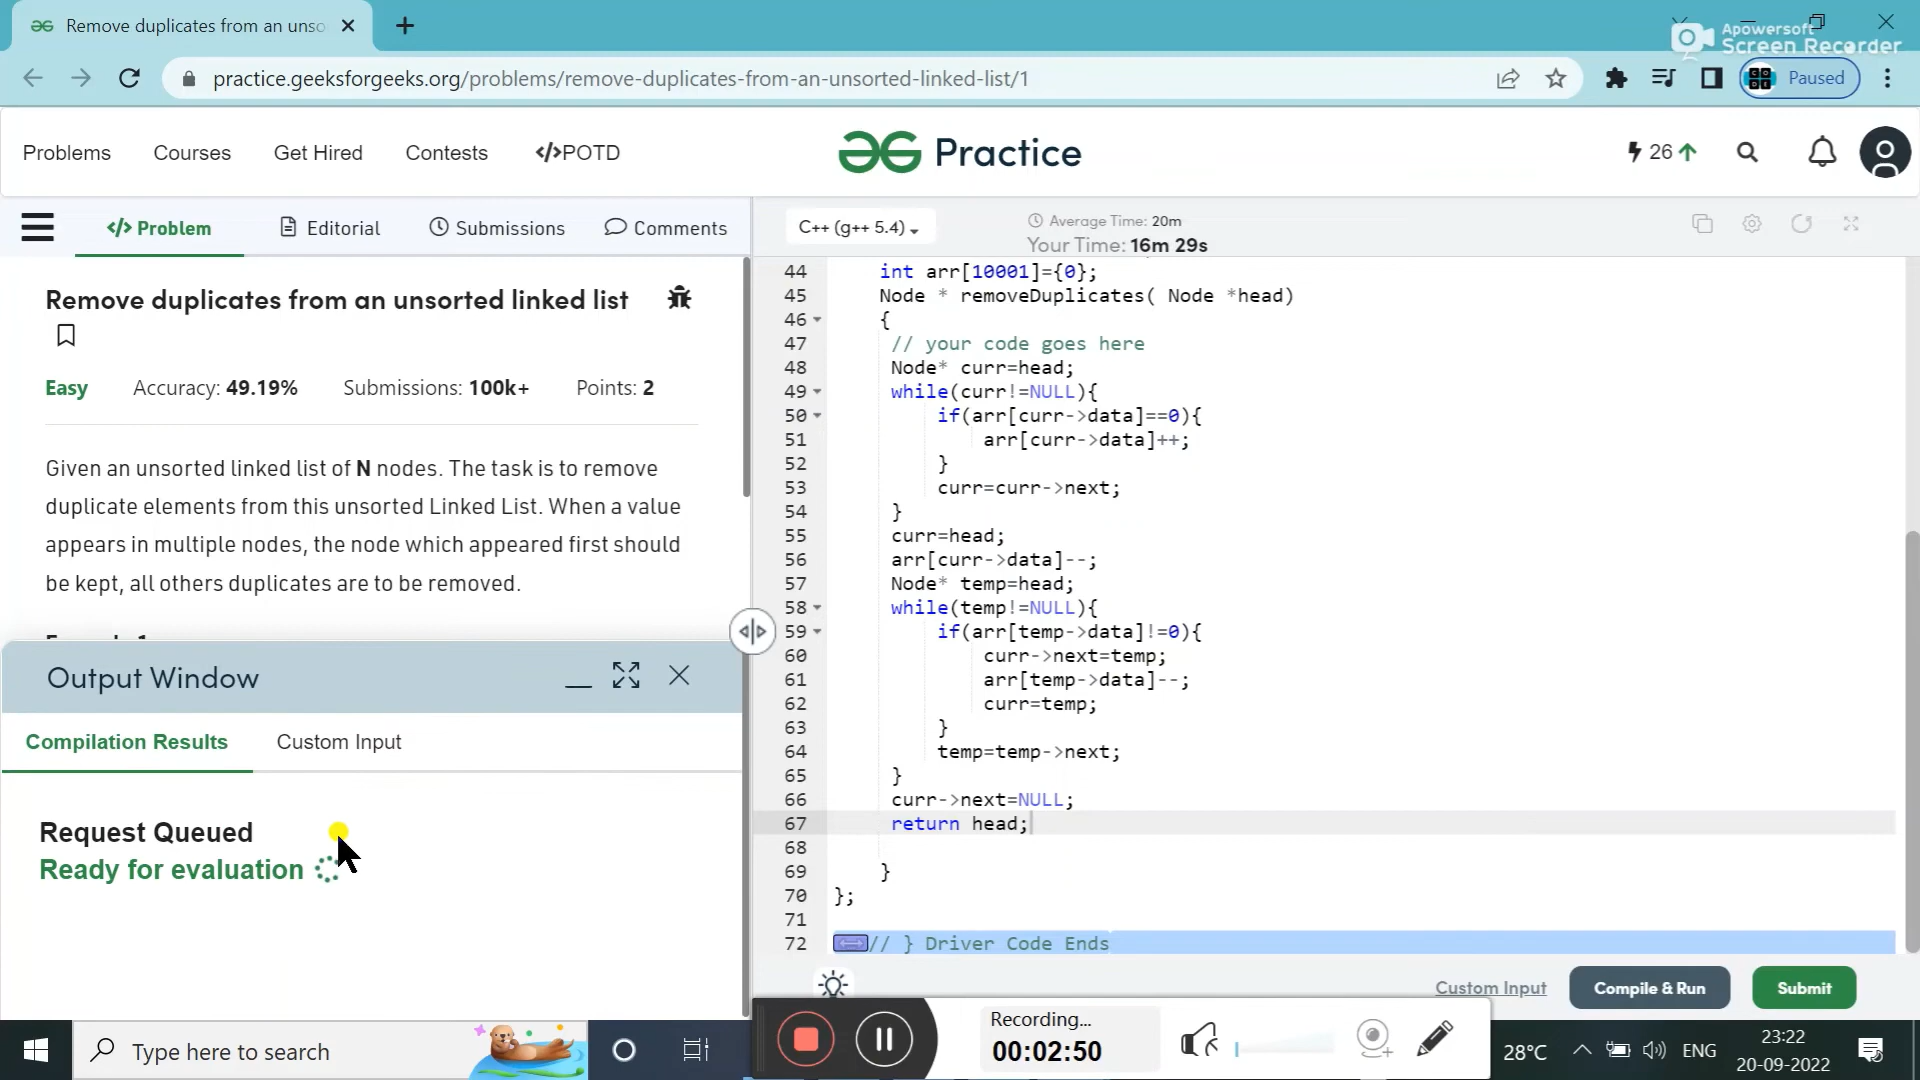 Remove duplicates from an unso
Apowersoft
Screen Recorder
practice.geeksforgeeks.org/problems/remove-duplicates-from-an-unsorted-linked-list/1
Paused
Problems
Courses
Get Hired
Contests
</>POTD
Practice
26
</> Problem
Editorial
Submissions
Comments
C++ (g++ 5.4)
Average Time: 20m
Your Time: 16m 29s
Remove duplicates from an unsorted linked list
Easy
Accuracy: 49.19%
Submissions: 100k+
Points: 2
Given an unsorted linked list of N nodes. The task is to remove
duplicate elements from this unsorted Linked List. When a value
appears in multiple nodes, the node which appeared first should
be kept, all others duplicates are to be removed.
Output Window
Compilation Results
Custom Input
Request Queued
Ready for evaluation
44 int arr[10001]={0};
45 Node * removeDuplicates( Node *head)
46 {
47 // your code goes here
48 Node* curr=head;
49 while(curr!=NULL){
50 if(arr[curr->data]==0){
51 arr[curr->data]++;
52 }
53 curr=curr->next;
54 }
55 curr=head;
56 arr[curr->data]--;
57 Node* temp=head;
58 while(temp!=NULL){
59 if(arr[temp->data]!=0){
60 curr->next=temp;
61 arr[temp->data]--;
62 curr=temp;
63 }
64 temp=temp->next;
65 }
66 curr->next=NULL;
67 return head;
68
69 }
70 };
71
72 // } Driver Code Ends
Custom Input
Compile & Run
Submit
Recording...
00:02:50
Type here to search
28°C
ENG
23:22
20-09-2022